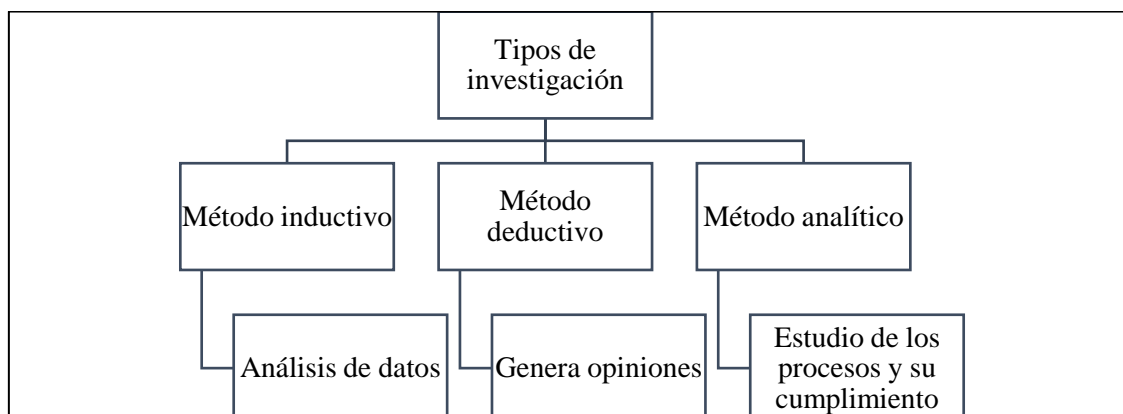 Tipos de
investigación
Método inductivo
Método
deductivo
Método analítico
Análisis de datos
Genera opiniones
Estudio de los
procesos y su
cumplimiento